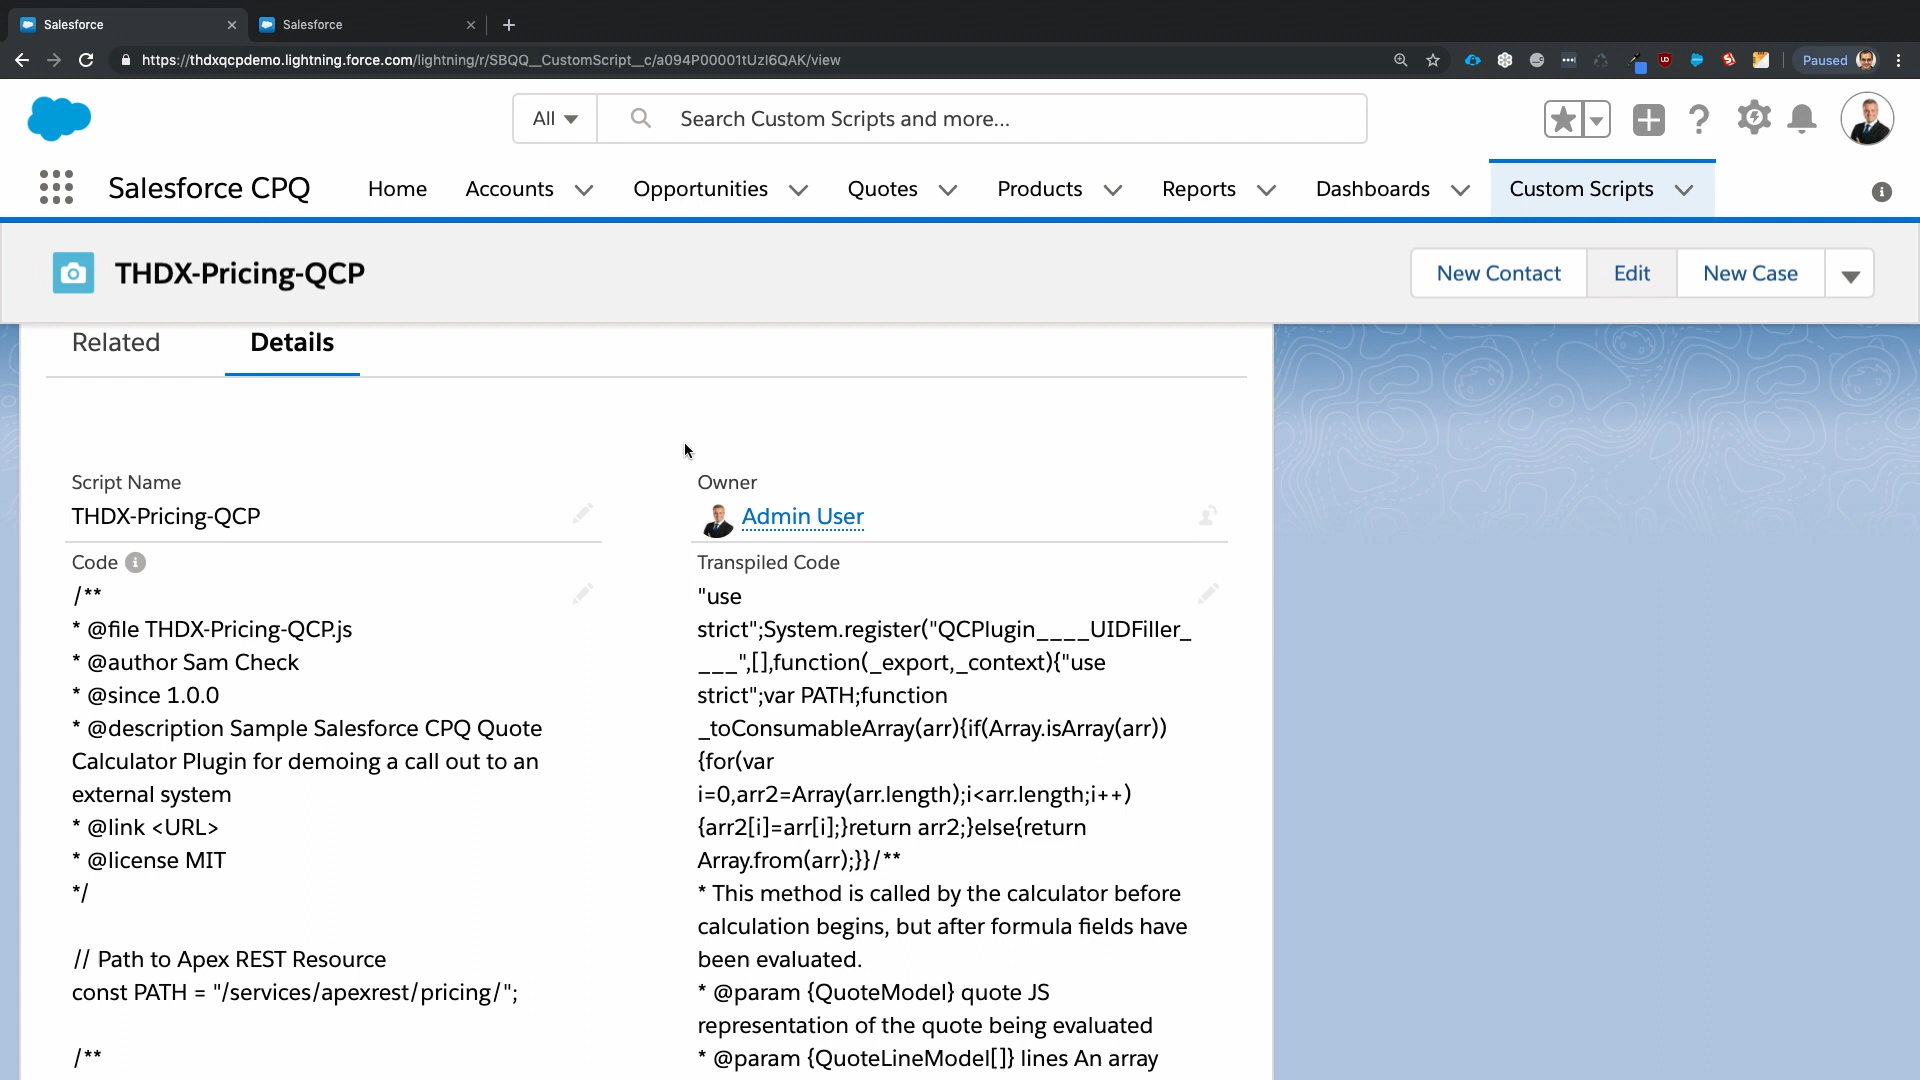 Salesforce
Salesforce
https://thdxqcpdemo.lightning.force.com/lightning/r/SBQQ__CustomScript__c/a094P00001tUzI6QAK/view
Paused
All
Search Custom Scripts and more...
Salesforce CPQ
Home
Accounts
Opportunities
Quotes
Products
Reports
Dashboards
Custom Scripts
THDX-Pricing-QCP
New Contact
Edit
New Case
Related
Details
Script Name
THDX-Pricing-QCP
Code
/**
* @file THDX-Pricing-QCP.js
* @author Sam Check
* @since 1.0.0
* @description Sample Salesforce CPQ Quote
Calculator Plugin for demoing a call out to an
external system
* @link <URL>
* @license MIT
*/
// Path to Apex REST Resource
const PATH = "/services/apexrest/pricing/";
/**
Owner
Admin User
Transpiled Code
"use
strict";System.register("QCPlugin____UIDFiller_
___",[],function(_export,_context){"use
strict";var PATH;function
_toConsumableArray(arr){if(Array.isArray(arr))
{for(var
i=0,arr2=Array(arr.length);i<arr.length;i++)
{arr2[i]=arr[i];}return arr2;}else{return
Array.from(arr);}}/**
* This method is called by the calculator before
calculation begins, but after formula fields have
been evaluated.
* @param {QuoteModel} quote JS
representation of the quote being evaluated
* @param {QuoteLineModel[]} lines An array